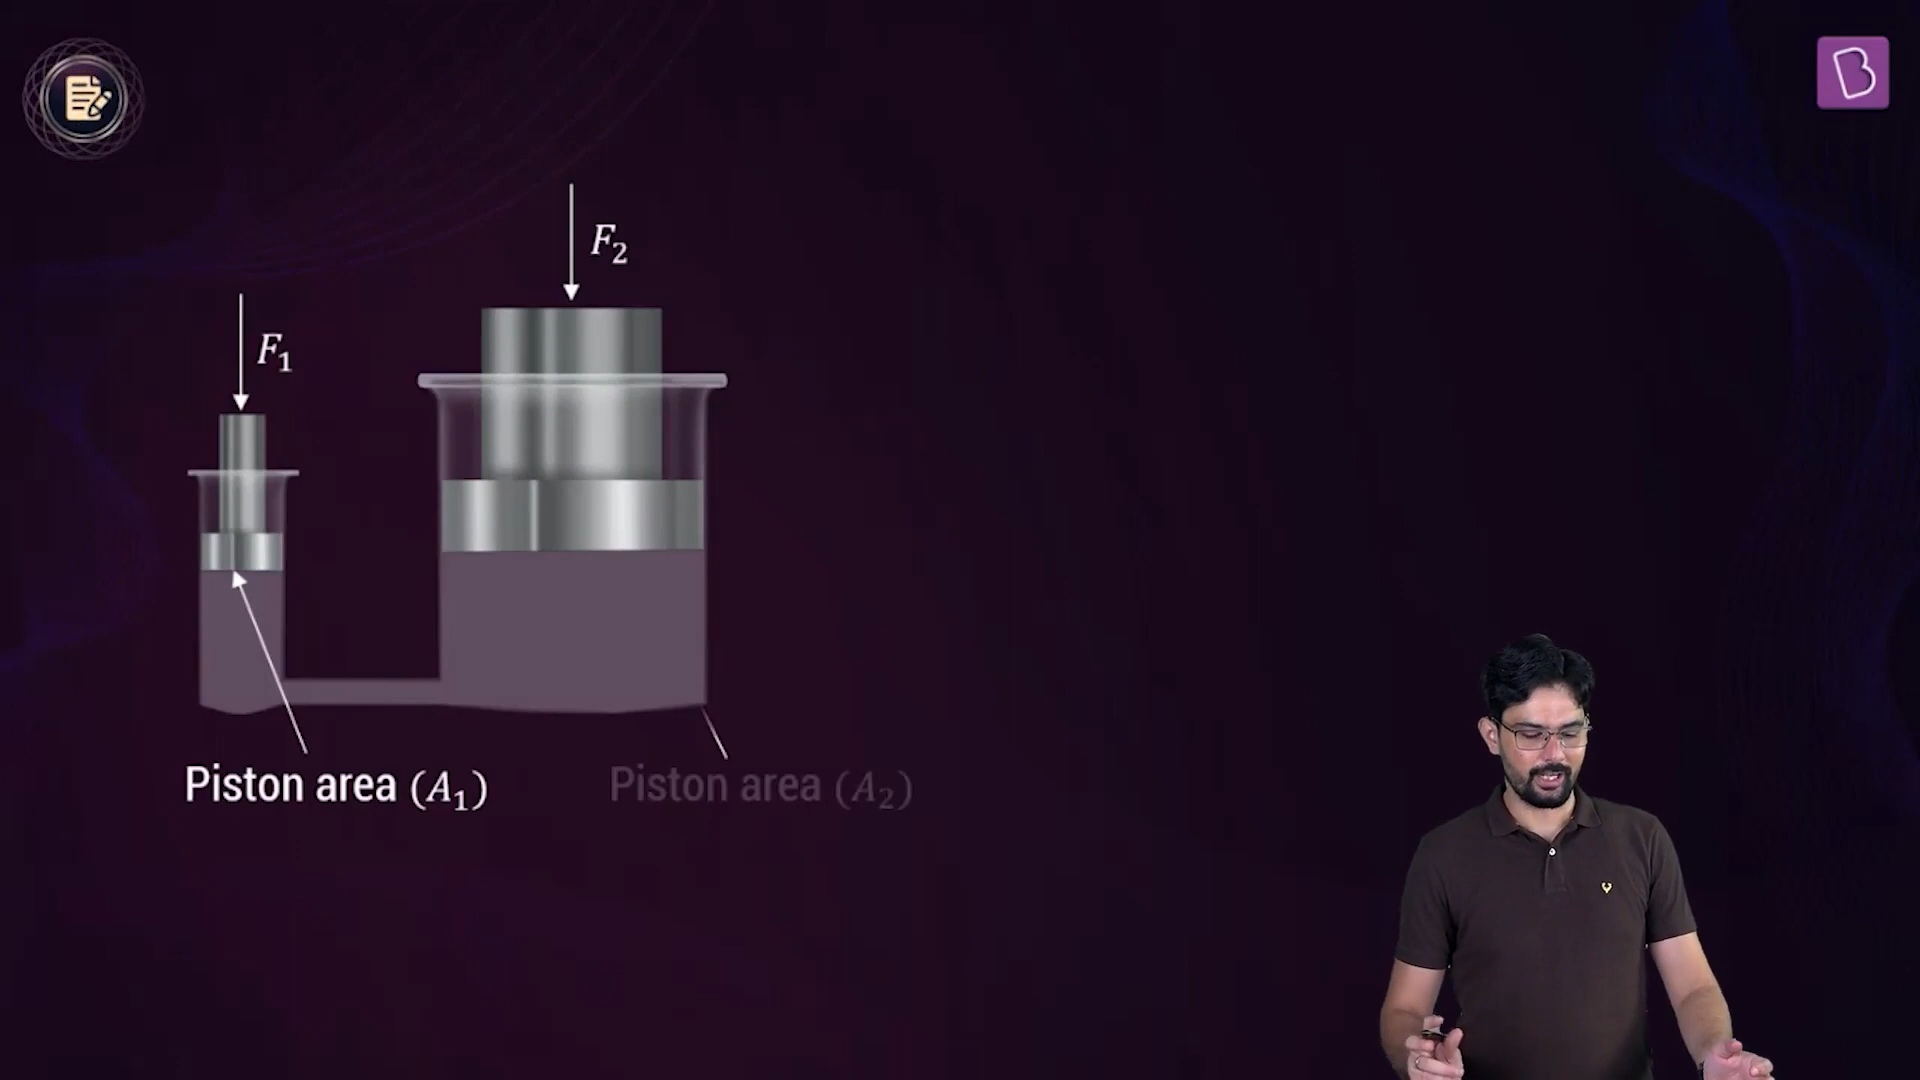 F₂
F₁
Piston area (A₁)
Piston area (A₂)
B